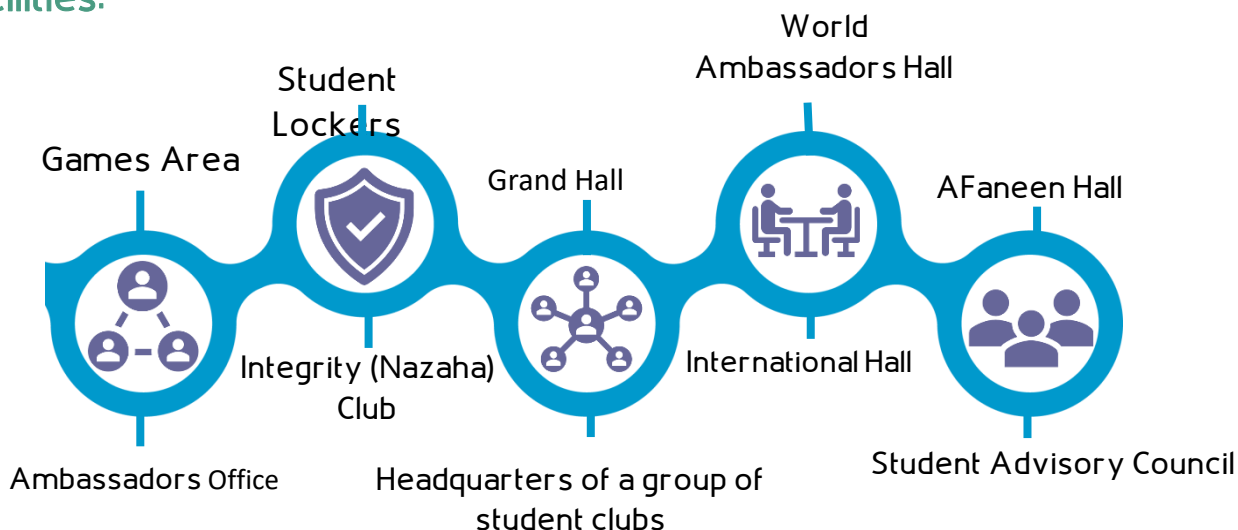 World
Ambassadors Hall
Student
Lockers
Games Area
Grand Hall
AFaneen Hall
Integrity (Nazaha)
Club
International Hall
Ambassadors Office
Headquarters of a group of
student clubs
Student Advisory Council